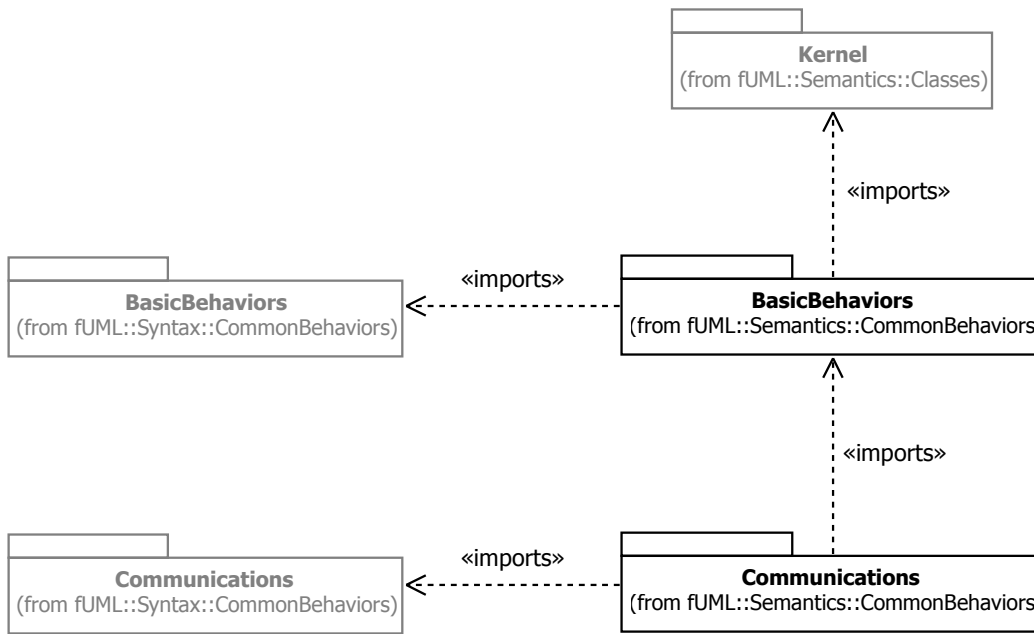 Kernel
(from fUML::Semantics::Classes)
«imports»
«imports»
BasicBehaviors
(from fUML::Syntax::CommonBehaviors)
BasicBehaviors
(from fUML::Semantics::CommonBehaviors
«imports»
«imports»
Communications
(from fUML::Syntax::CommonBehaviors)
Communications
(from fUML::Semantics::CommonBehaviors